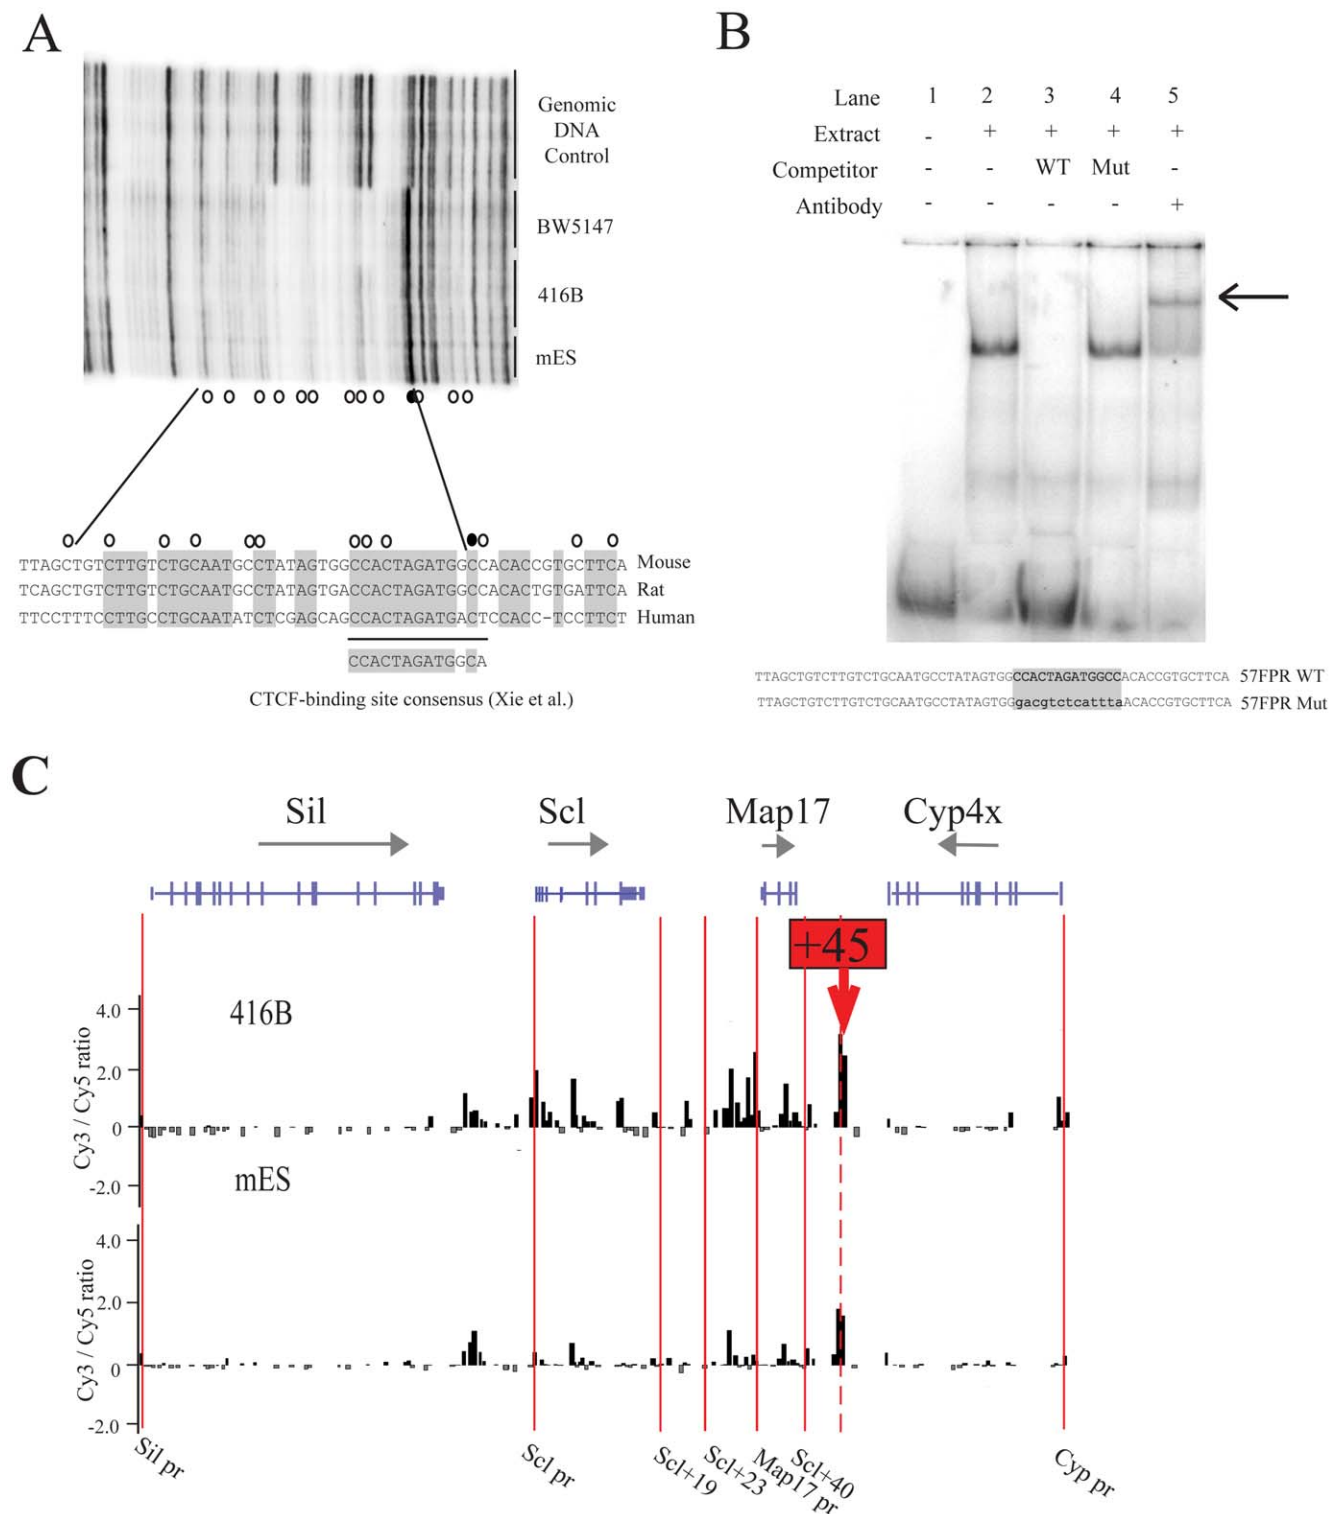 A
Genomic
DNA
Control
BW5147
416B
mES
TTAGCTGTCTTGTCTGCAATGCCTATAGTGGCCACTAGATGGCCACACCGTGCTTCA Mouse
TCAGCTGTCTTGTCTGCAATGCCTATAGTGACCACTAGATGGCCACACTGTGATTCA Rat
TTCCTTTCCTTGCCTGCAATATCTCGAGCAGCCACTAGATGACTCCACC-TCCTTCT Human
CCACTAGATGGCA
CTCF-binding site consensus (Xie et al.)
B
Lane 1 2 3 4 5
Extract - + + + +
Competitor - - WT Mut -
Antibody - - - - +
TTAGCTGTCTTGTCTGCAATGCCTATAGTGGCCACTAGATGGCCACACCGTGCTTCA 57FPR WT
TTAGCTGTCTTGTCTGCAATGCCTATAGTGGgacgtctcatttaACACCGTGCTTCA 57FPR Mut
C
Sil Scl Map17 Cyp4x
+45
416B
Cy3 / Cy5 ratio
4.0
2.0
0
-2.0
mES
Cy3 / Cy5 ratio
4.0
2.0
0
-2.0
Sil pr
Scl pr
Scl+19
Scl+23
Map17 pr
Scl+40
Cyp pr